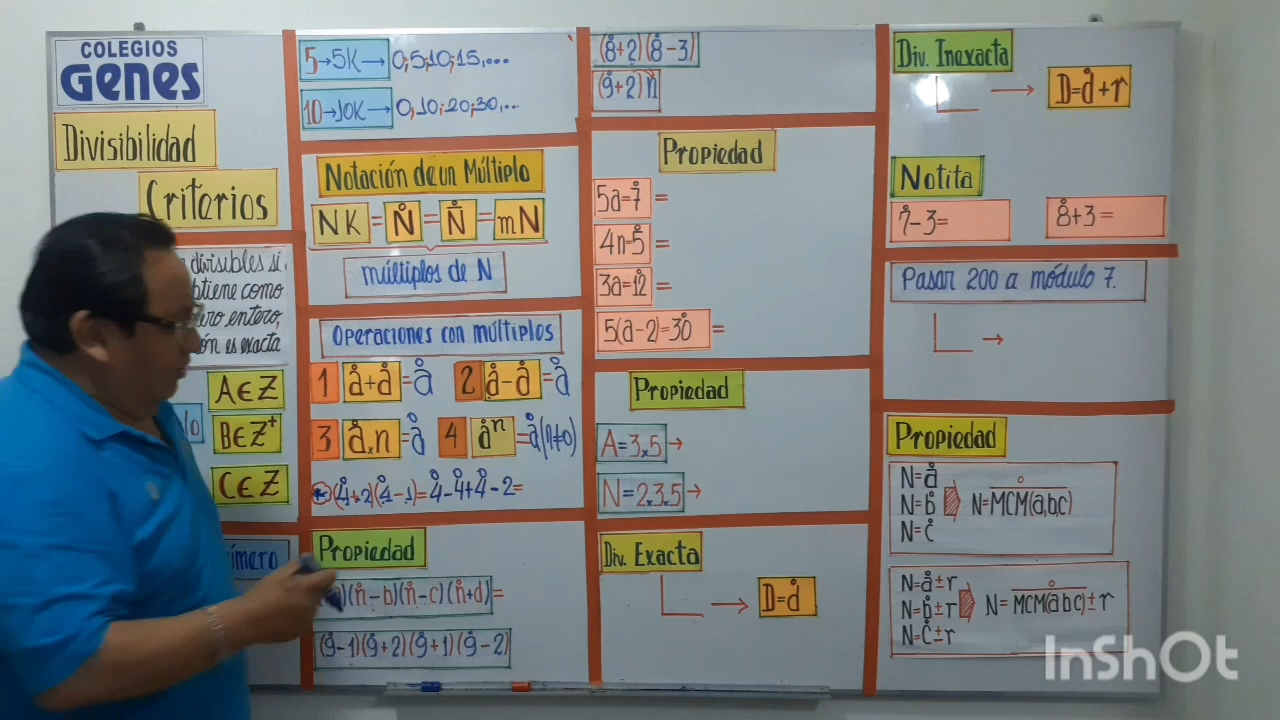 COLEGIOS
GENES
Divisibilidad
Criterios
divisibles si
como
entero,
es exacta
A∈Z
B∈Z⁺
C∈Z
5→5K→0;5;10;15;...
10→10K→0;10;20;30;...
Notación de un Múltiplo
NK = N̊ = N̄̇ = mN
múltiplos de N
Operaciones con múltiplos
1 å+å=å 2 å-å=å
3 å×n=å 4 åⁿ=å(n≠0)
*(4̊+2)(4̊-1)=4̊-4̊+4̊-2=
Propiedad
)(n̊-b)(n̊-c)(n̊+d)=
(9̊-1)(9̊+2)(9̊+1)(9̊-2)
(8̊+2)(8̊-3)
(9̊+2)ⁿ
Propiedad
5a=7̊ =
4n=5̊ =
3a=12̊ =
5(a-2)=30̊ =
Propiedad
A=3×5→
N=2×3×5→
Div. Exacta
→ D=d̊
Div. Inexacta
→ D=d̊+r
Notita
7̊-3= 8̊+3=
Pasar 200 a módulo 7.
→
Propiedad
N=å
N=b̊ ⇒ N=MCM(a,b,c)°
N=c̊
N=å±r
N=b̊±r ⇒ N=MCM(a b c)°±r
N=c̊±r
InShOt